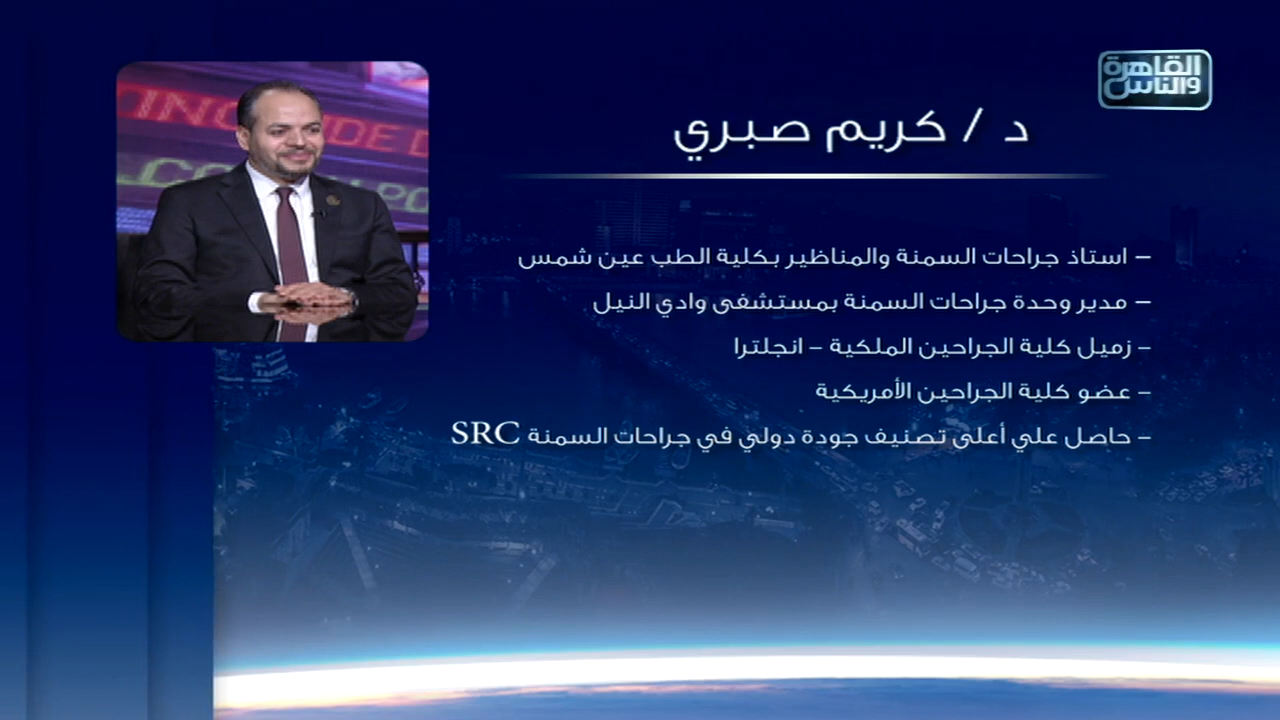 القاهرة
والناس
د / كريم صبري
– استاذ جراحات السمنة والمناظير بكلية الطب عين شمس
– مدير وحدة جراحات السمنة بمستشفى وادي النيل
– زميل كلية الجراحين الملكية – انجلترا
– عضو كلية الجراحين الأمريكية
– حاصل علي أعلى تصنيف جودة دولي في جراحات السمنة SRC